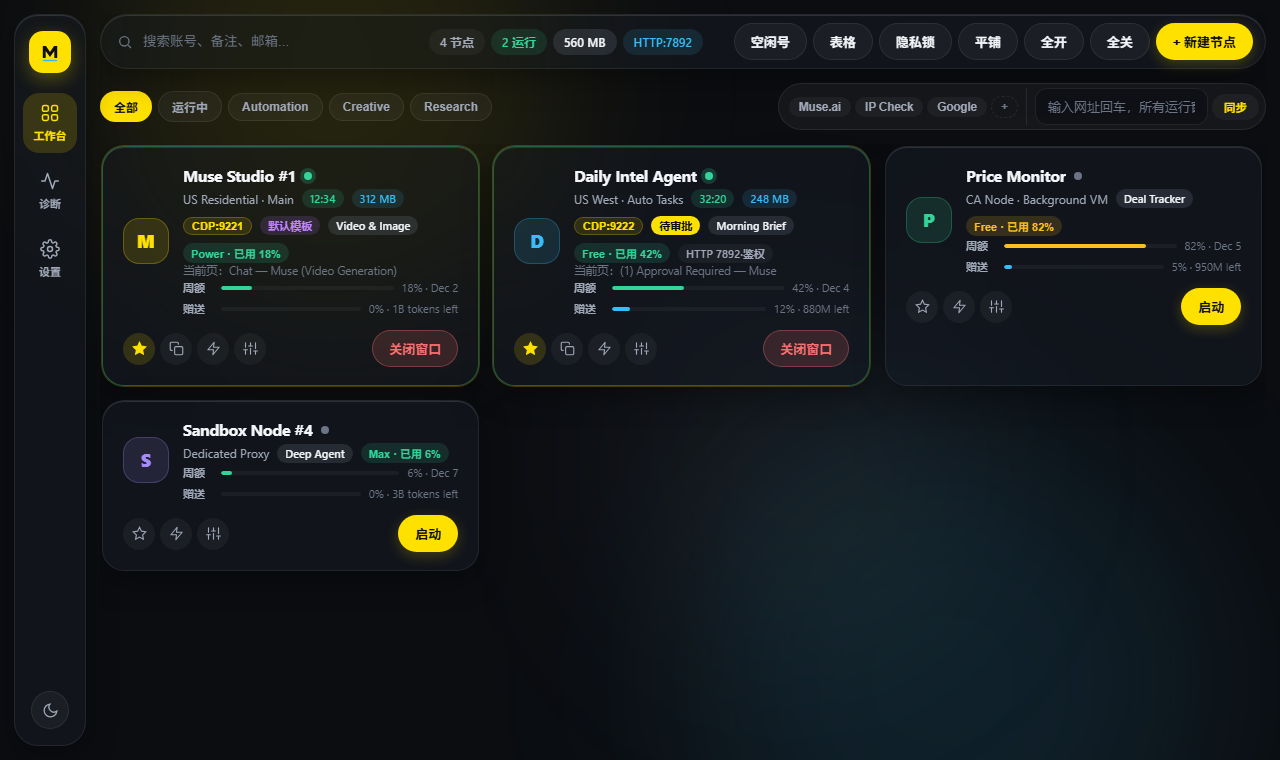 M
搜索账号、备注、邮箱...
4 节点
2 运行
560 MB
HTTP:7892
空闲号
表格
隐私锁
平铺
全开
全关
+ 新建节点
工作台
诊断
设置
全部
运行中
Automation
Creative
Research
Muse.ai
IP Check
Google
+
输入网址回车，所有运行
同步
M
Muse Studio #1
US Residential · Main 12:34 312 MB
CDP:9221 默认模板 Video & Image
Power · 已用 18%
当前页：Chat — Muse (Video Generation)
周额 18% · Dec 2
赠送 0% · 1B tokens left
关闭窗口
D
Daily Intel Agent
US West · Auto Tasks 32:20 248 MB
CDP:9222 待审批 Morning Brief
Free · 已用 42% HTTP 7892·鉴权
当前页：(1) Approval Required — Muse
周额 42% · Dec 4
赠送 12% · 880M left
关闭窗口
P
Price Monitor
CA Node · Background VM Deal Tracker
Free · 已用 82%
周额 82% · Dec 5
赠送 5% · 950M left
启动
S
Sandbox Node #4
Dedicated Proxy Deep Agent Max · 已用 6%
周额 6% · Dec 7
赠送 0% · 3B tokens left
启动